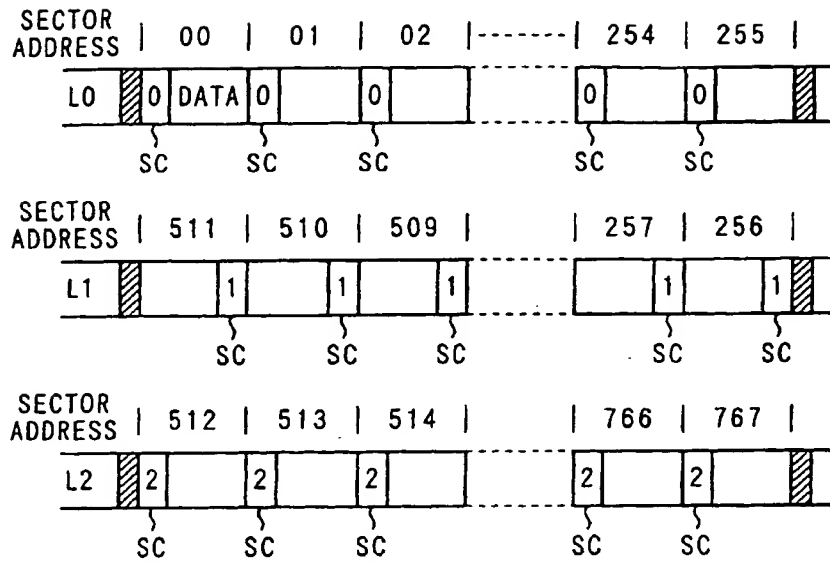 SECTOR ADDRESS | 00 | 01 | 02 |-------| 254 | 255 |
L0 0 DATA 0 0 0 0
SC SC SC SC SC
SECTOR ADDRESS | 511 | 510 | 509 | | 257 | 256 |
L1 1 1 1 1 1
SC SC SC SC SC
SECTOR ADDRESS | 512 | 513 | 514 | | 766 | 767 |
L2 2 2 2 2 2
SC SC SC SC SC